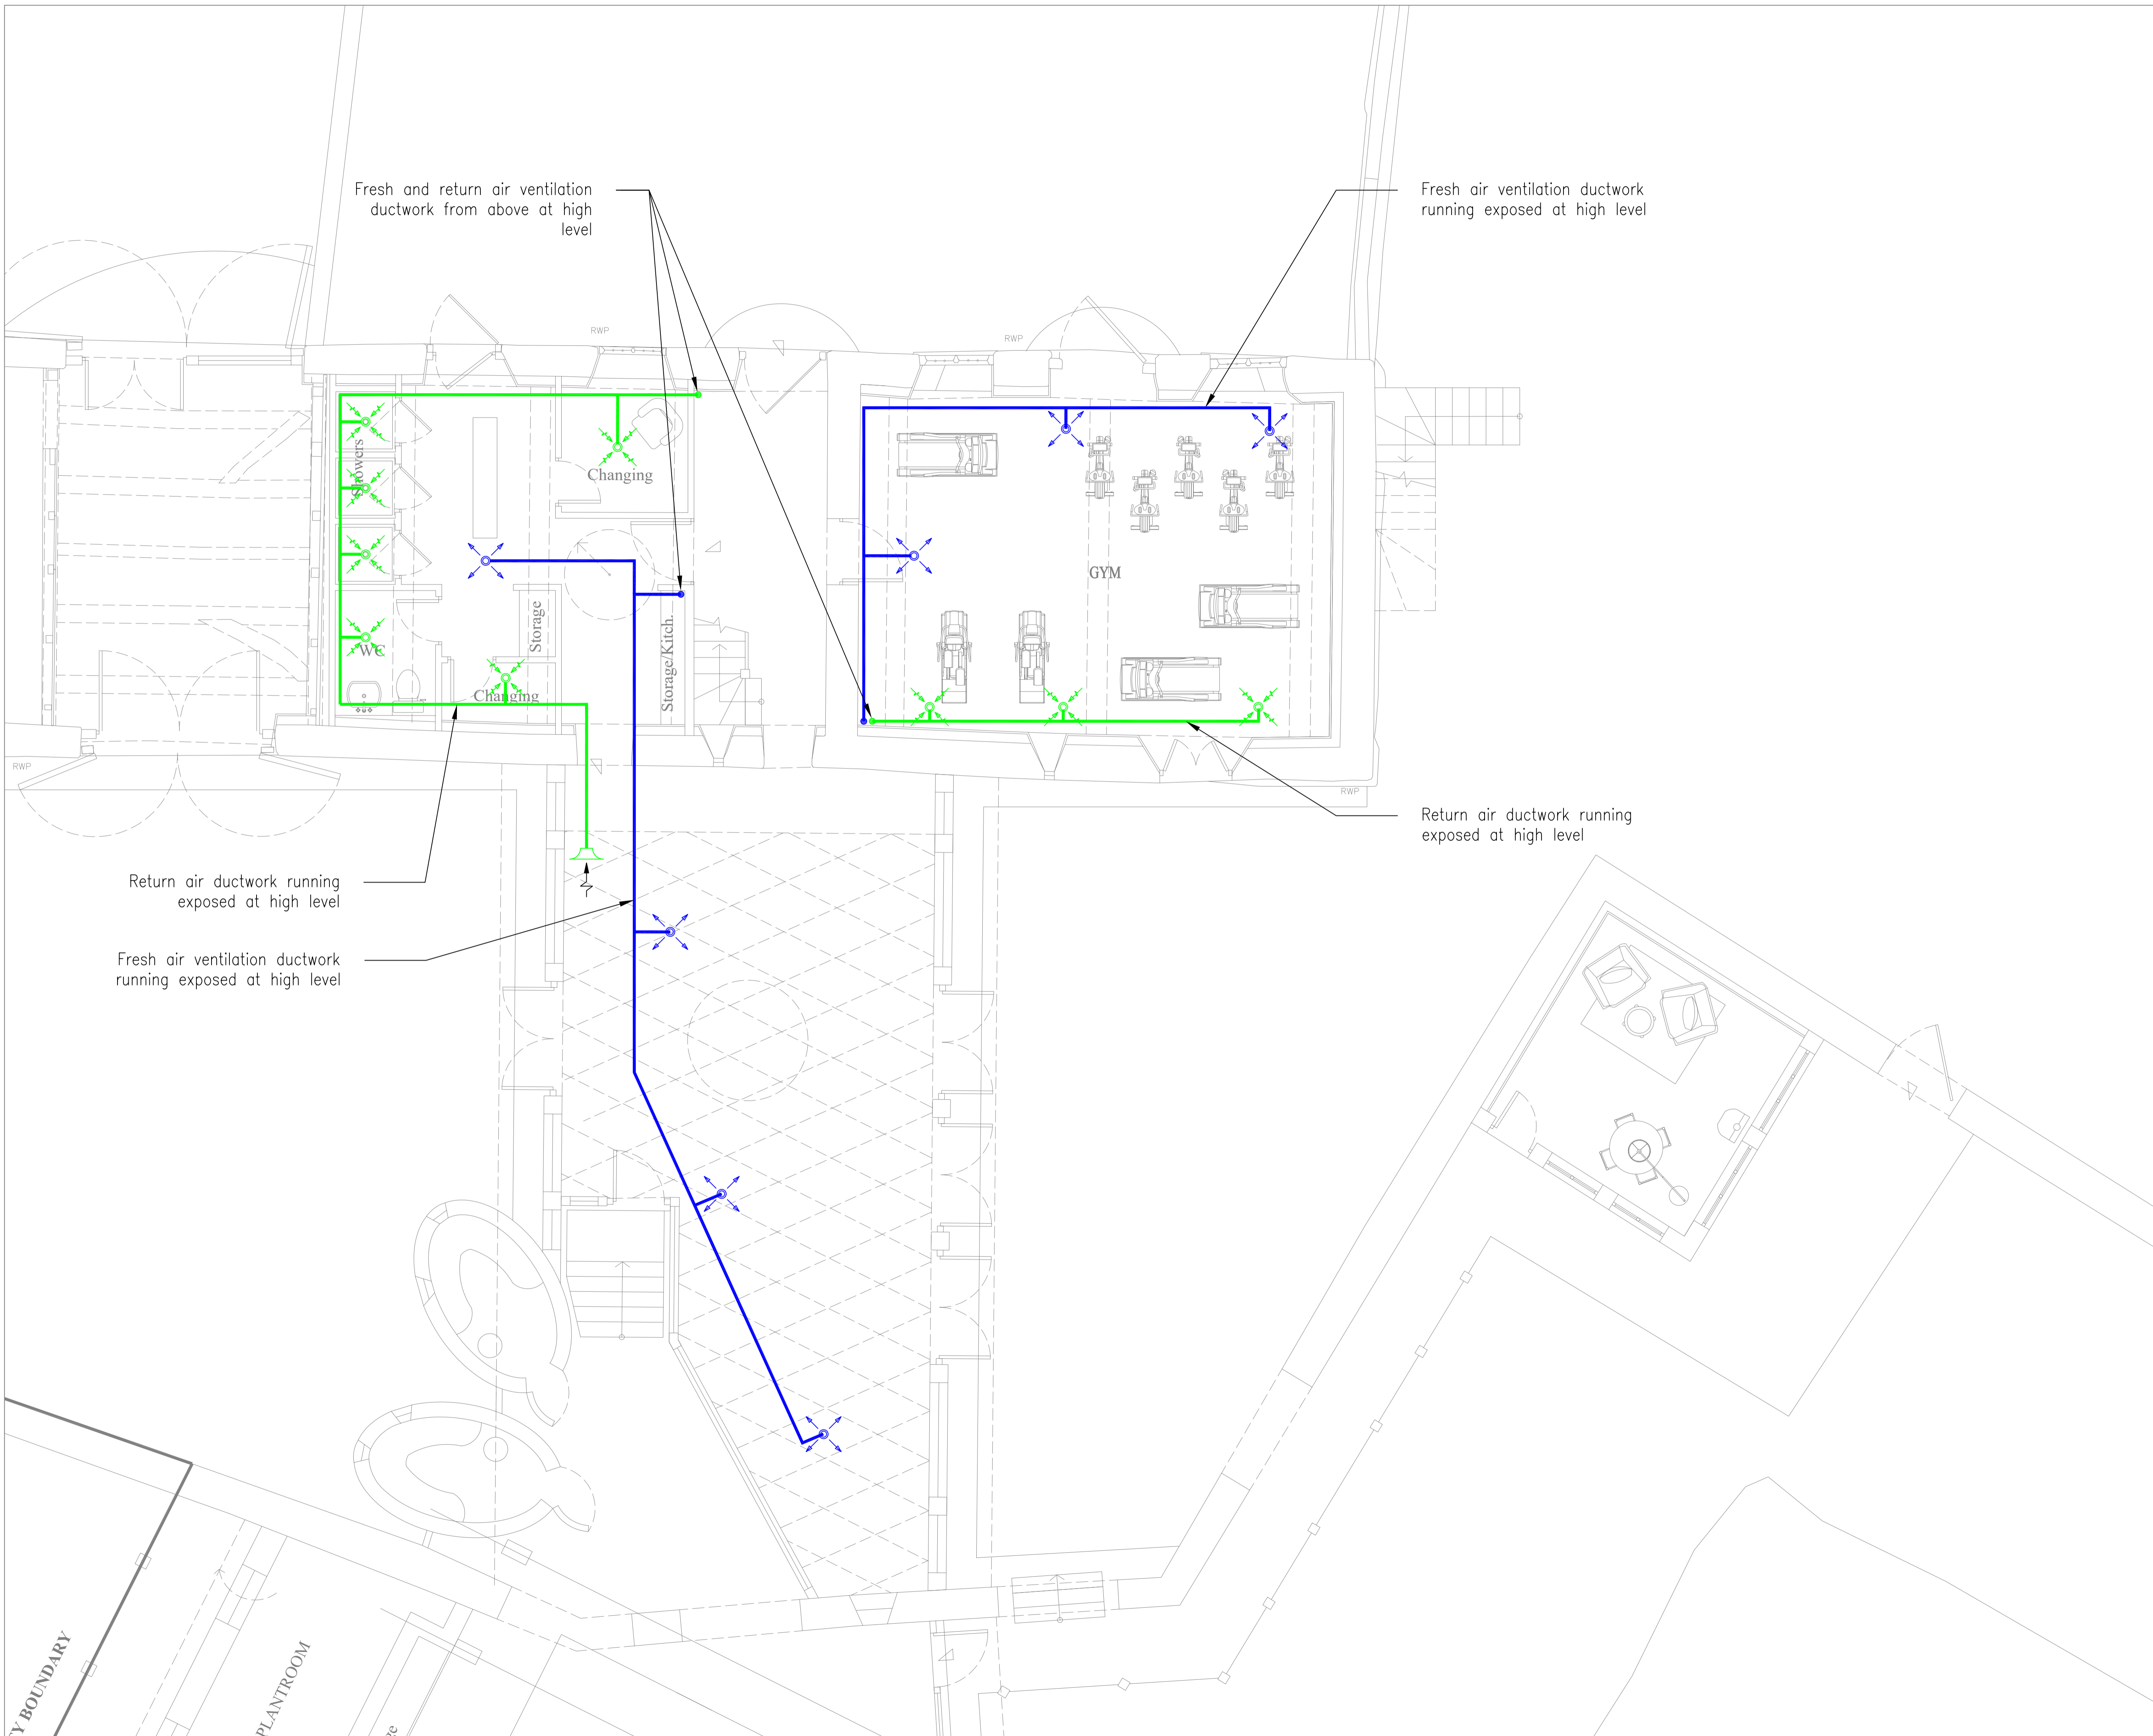 Fresh and return air ventilation
ductwork from above at high
level
Fresh air ventilation ductwork
running exposed at high level
RWP
RWP
Showers
Changing
GYM
Storage
Storage/Kitch.
WC
Changing
RWP
RWP
Return air ductwork running
exposed at high level
Return air ductwork running
exposed at high level
Fresh air ventilation ductwork
running exposed at high level
TY BOUNDARY
PLANTROOM
ge